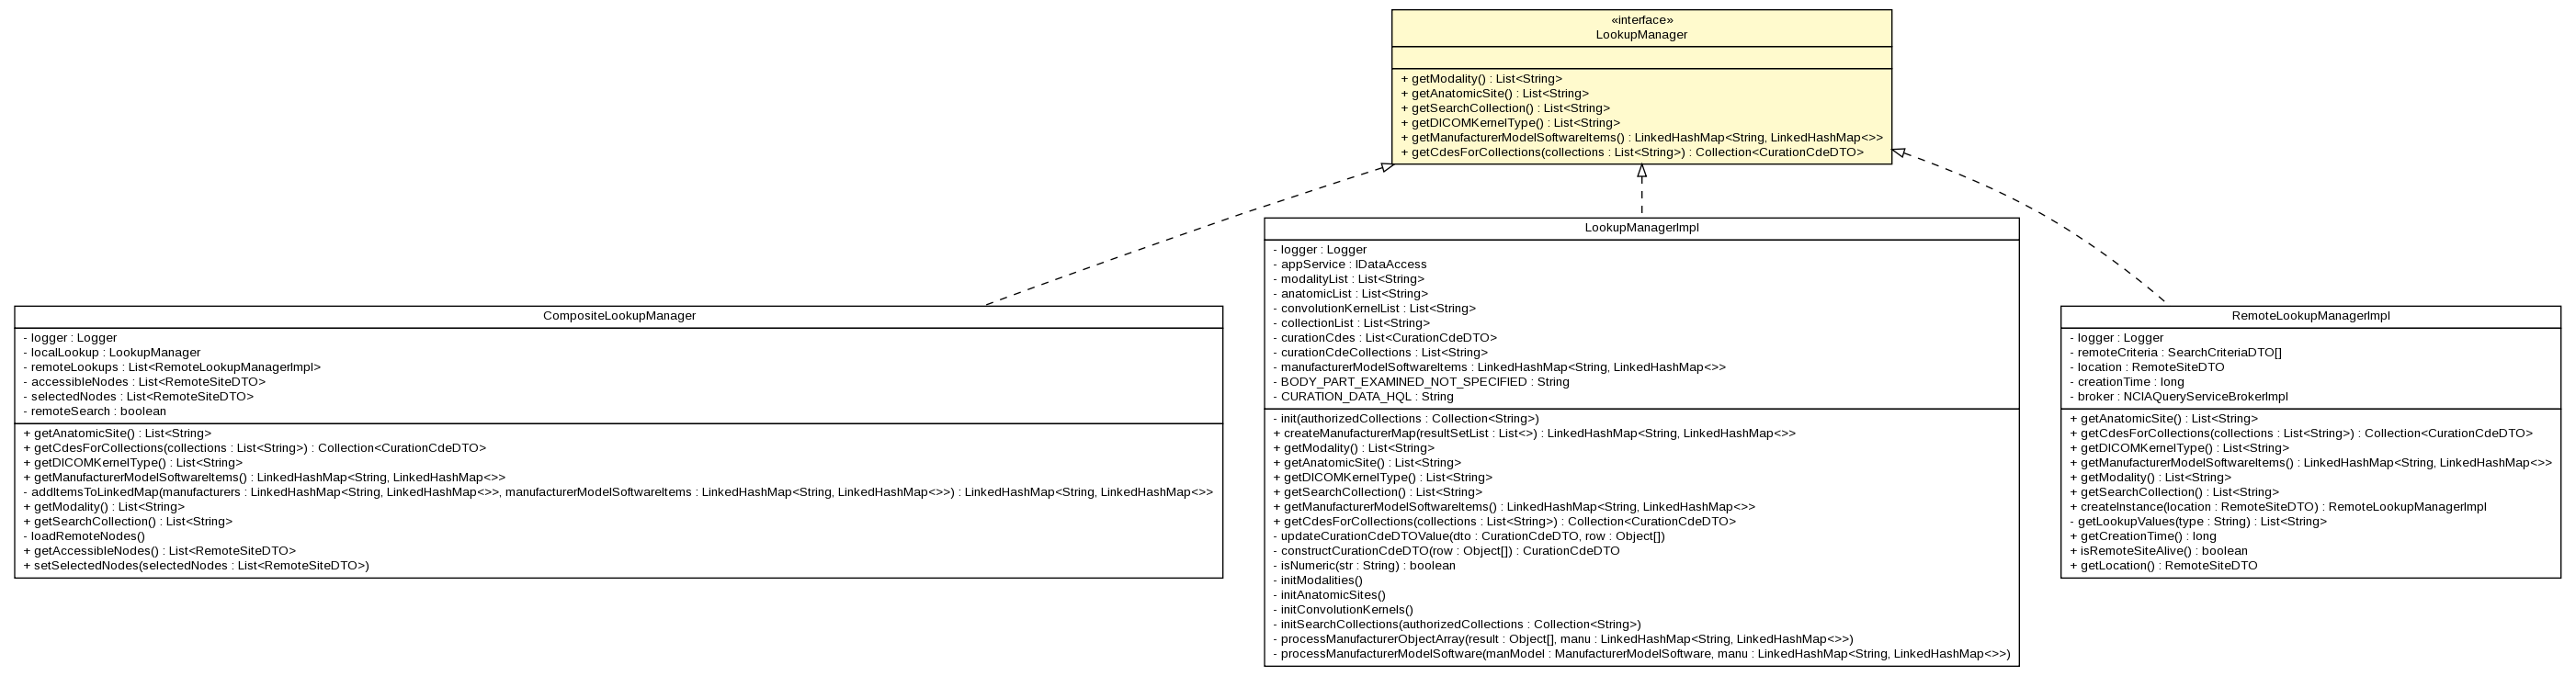 «interface»
LookupManager
+ getModality() : List<String>
+ getAnatomicSite() : List<String>
+ getSearchCollection() : List<String>
+ getDICOMKernelType() : List<String>
+ getManufacturerModelSoftwareItems() : LinkedHashMap<String, LinkedHashMap<>>
+ getCdesForCollections(collections : List<String>) : Collection<CurationCdeDTO>
CompositeLookupManager
- logger : Logger
- localLookup : LookupManager
- remoteLookups : List<RemoteLookupManagerImpl>
- accessibleNodes : List<RemoteSiteDTO>
- selectedNodes : List<RemoteSiteDTO>
- remoteSearch : boolean
+ getAnatomicSite() : List<String>
+ getCdesForCollections(collections : List<String>) : Collection<CurationCdeDTO>
+ getDICOMKernelType() : List<String>
+ getManufacturerModelSoftwareItems() : LinkedHashMap<String, LinkedHashMap<>>
- addItemsToLinkedMap(manufacturers : LinkedHashMap<String, LinkedHashMap<>>, manufacturerModelSoftwareItems : LinkedHashMap<String, LinkedHashMap<>>) : LinkedHashMap<String, LinkedHashMap<>>
+ getModality() : List<String>
+ getSearchCollection() : List<String>
- loadRemoteNodes()
+ getAccessibleNodes() : List<RemoteSiteDTO>
+ setSelectedNodes(selectedNodes : List<RemoteSiteDTO>)
LookupManagerImpl
- logger : Logger
- appService : IDataAccess
- modalityList : List<String>
- anatomicList : List<String>
- convolutionKernelList : List<String>
- collectionList : List<String>
- curationCdes : List<CurationCdeDTO>
- curationCdeCollections : List<String>
- manufacturerModelSoftwareItems : LinkedHashMap<String, LinkedHashMap<>>
- BODY_PART_EXAMINED_NOT_SPECIFIED : String
- CURATION_DATA_HQL : String
- init(authorizedCollections : Collection<String>)
+ createManufacturerMap(resultSetList : List<>) : LinkedHashMap<String, LinkedHashMap<>>
+ getModality() : List<String>
+ getAnatomicSite() : List<String>
+ getDICOMKernelType() : List<String>
+ getSearchCollection() : List<String>
+ getManufacturerModelSoftwareItems() : LinkedHashMap<String, LinkedHashMap<>>
+ getCdesForCollections(collections : List<String>) : Collection<CurationCdeDTO>
- updateCurationCdeDTOValue(dto : CurationCdeDTO, row : Object[])
- constructCurationCdeDTO(row : Object[]) : CurationCdeDTO
- isNumeric(str : String) : boolean
- initModalities()
- initAnatomicSites()
- initConvolutionKernels()
- initSearchCollections(authorizedCollections : Collection<String>)
- processManufacturerObjectArray(result : Object[], manu : LinkedHashMap<String, LinkedHashMap<>>)
- processManufacturerModelSoftware(manModel : ManufacturerModelSoftware, manu : LinkedHashMap<String, LinkedHashMap<>>)
RemoteLookupManagerImpl
- logger : Logger
- remoteCriteria : SearchCriteriaDTO[]
- location : RemoteSiteDTO
- creationTime : long
- broker : NCIAQueryServiceBrokerImpl
+ getAnatomicSite() : List<String>
+ getCdesForCollections(collections : List<String>) : Collection<CurationCdeDTO>
+ getDICOMKernelType() : List<String>
+ getManufacturerModelSoftwareItems() : LinkedHashMap<String, LinkedHashMap<>>
+ getModality() : List<String>
+ getSearchCollection() : List<String>
+ createInstance(location : RemoteSiteDTO) : RemoteLookupManagerImpl
- getLookupValues(type : String) : List<String>
+ getCreationTime() : long
+ isRemoteSiteAlive() : boolean
+ getLocation() : RemoteSiteDTO